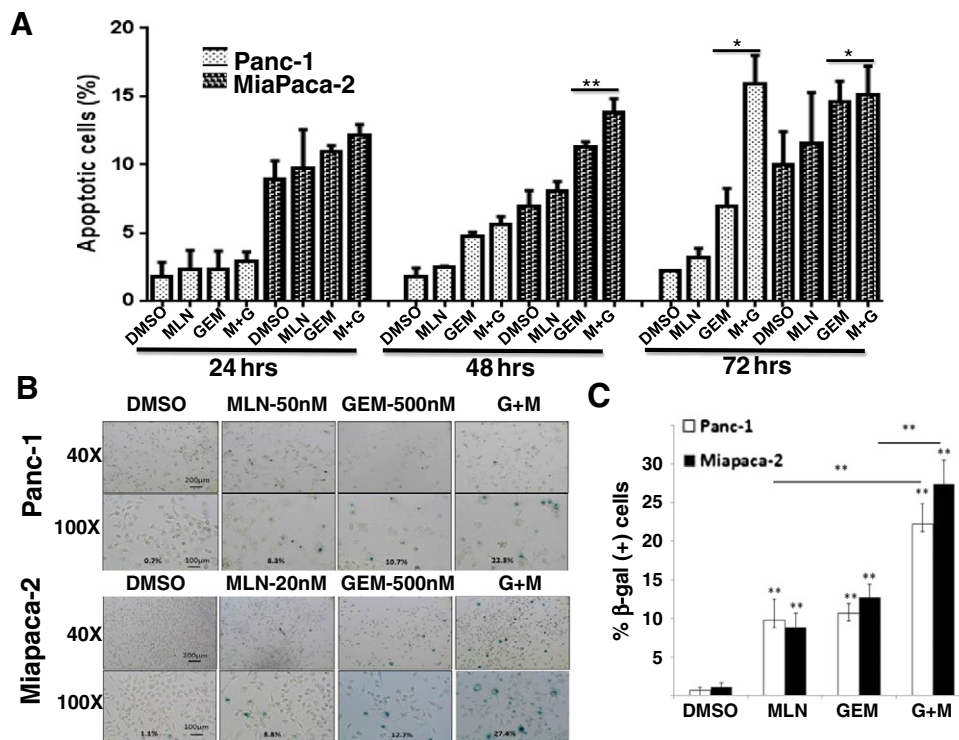 A
20
15
10
5
0
Apoptotic cells (%)
Panc-1
MiaPaca-2
**
*
*
DMSO MLN GEM M+G DMSO MLN GEM M+G
DMSO MLN GEM M+G DMSO MLN GEM M+G
DMSO MLN GEM M+G DMSO MLN GEM M+G
24 hrs 48 hrs 72 hrs
B
DMSO MLN-50nM GEM-500nM G+M
Panc-1
40X
200µm
100X
0.7% 100µm 10.7%
DMSO MLN-20nM GEM-500nM G+M
Miapaca-2
40X
200µm
100X
1.1% 100µm 8.8% 12.7% 27.4%
C
Panc-1
Miapaca-2
% β-gal (+) cells
30
25
20
15
10
5
**
**
** **
** **
** **
DMSO MLN GEM G+M